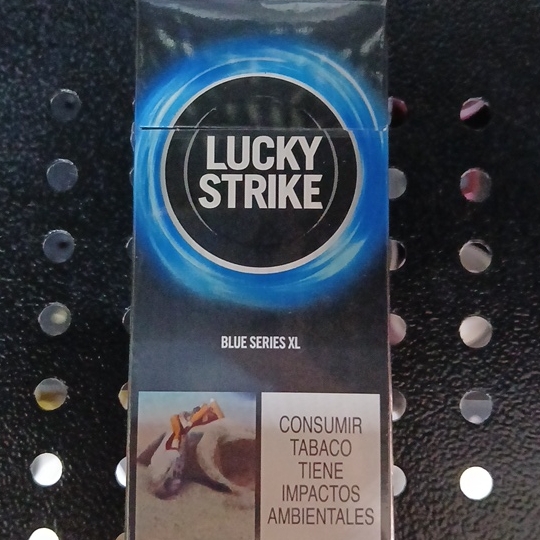 LUCKY
STRIKE
BLUE SERIES XL
CONSUMIR
TABACO
TIENE
IMPACTOS
AMBIENTALES